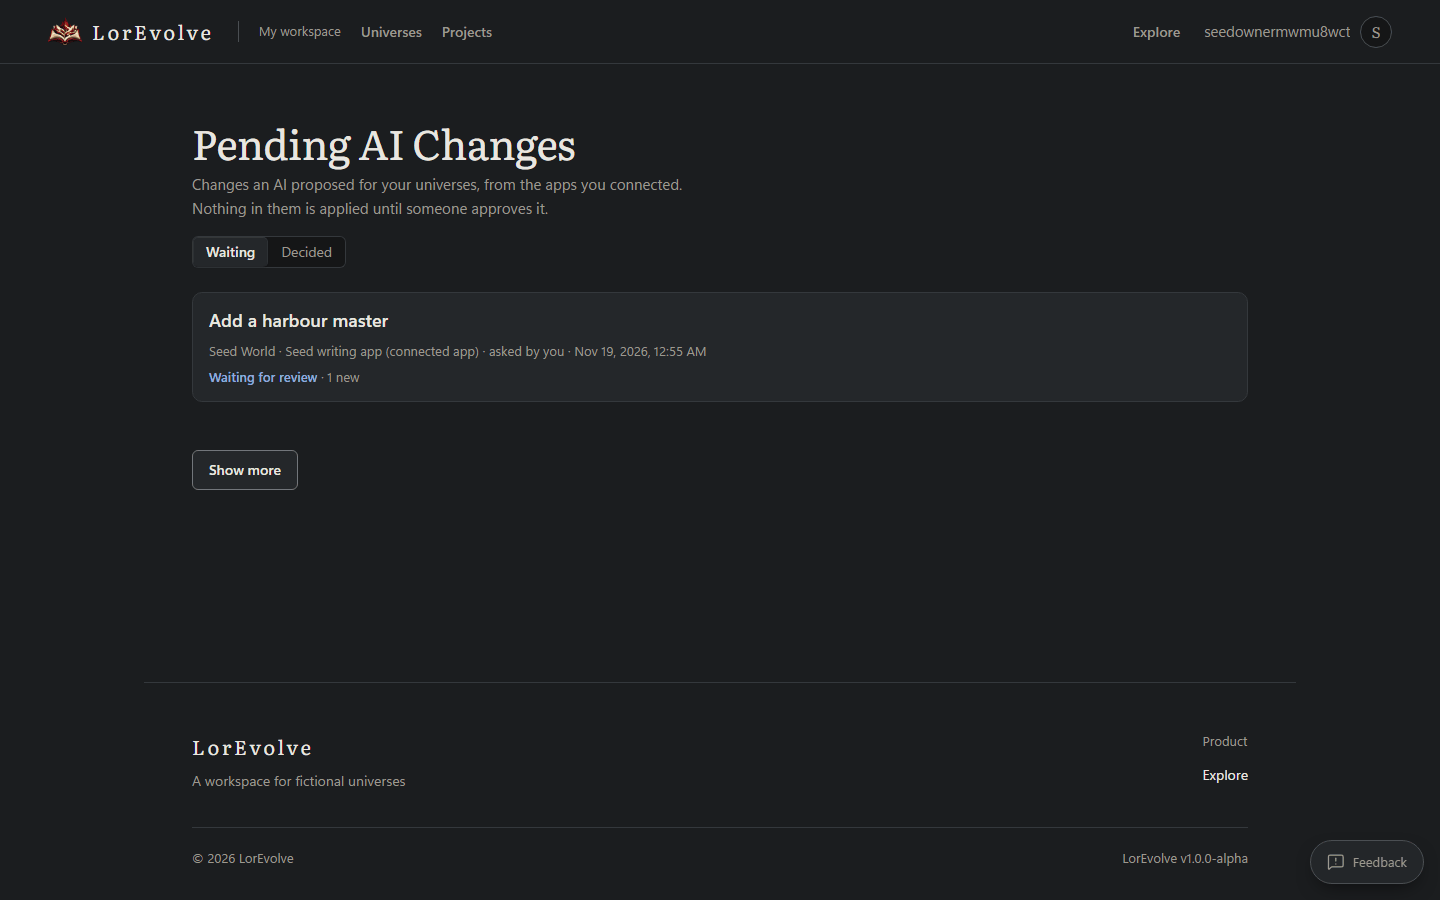 LorEvolve
My workspace
Universes
Projects
Explore
seedownermwmu8wct
S
Pending AI Changes
Changes an AI proposed for your universes, from the apps you connected.
Nothing in them is applied until someone approves it.
Waiting
Decided
Add a harbour master
Seed World · Seed writing app (connected app) · asked by you · Nov 19, 2026, 12:55 AM
Waiting for review · 1 new
Show more
LorEvolve
A workspace for fictional universes
Product
Explore
© 2026 LorEvolve
LorEvolve v1.0.0-alpha
Feedback